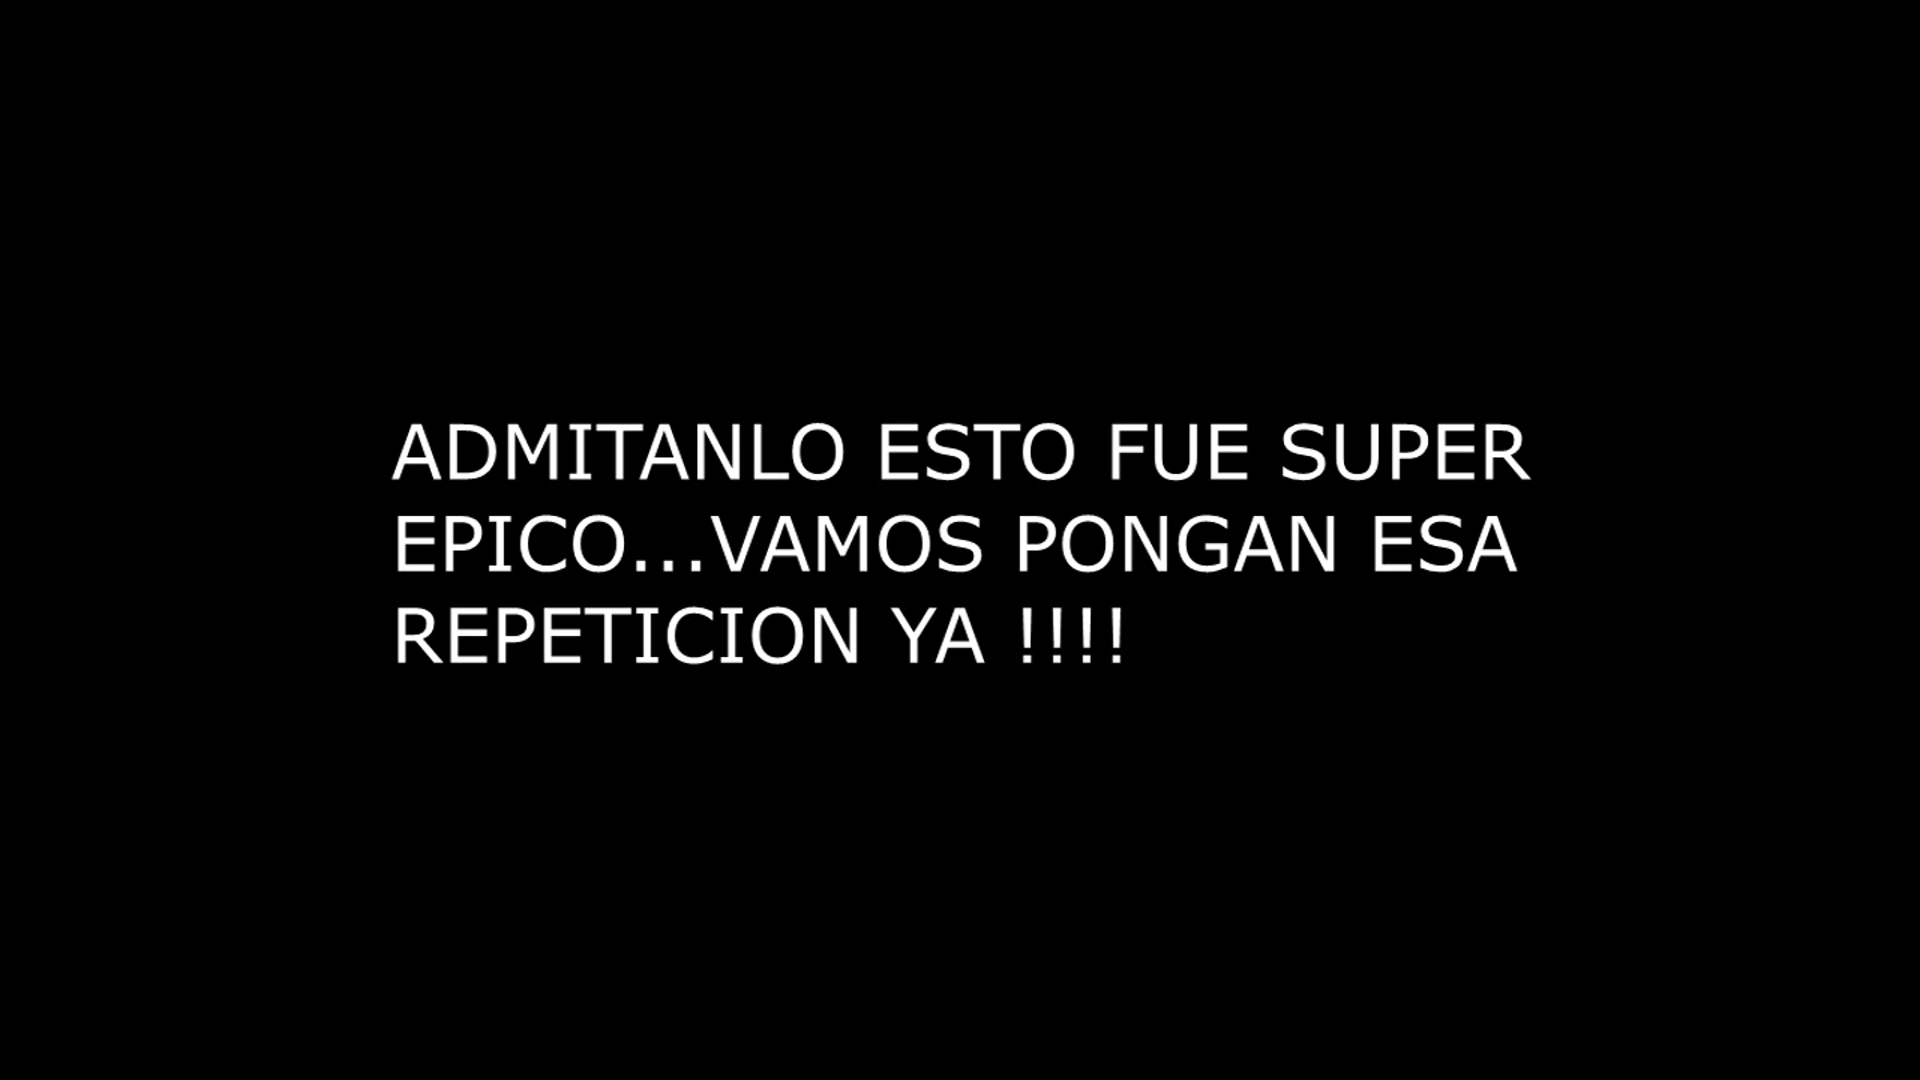 ADMITANLO ESTO FUE SUPER
EPICO...VAMOS PONGAN ESA
REPETICION YA !!!!